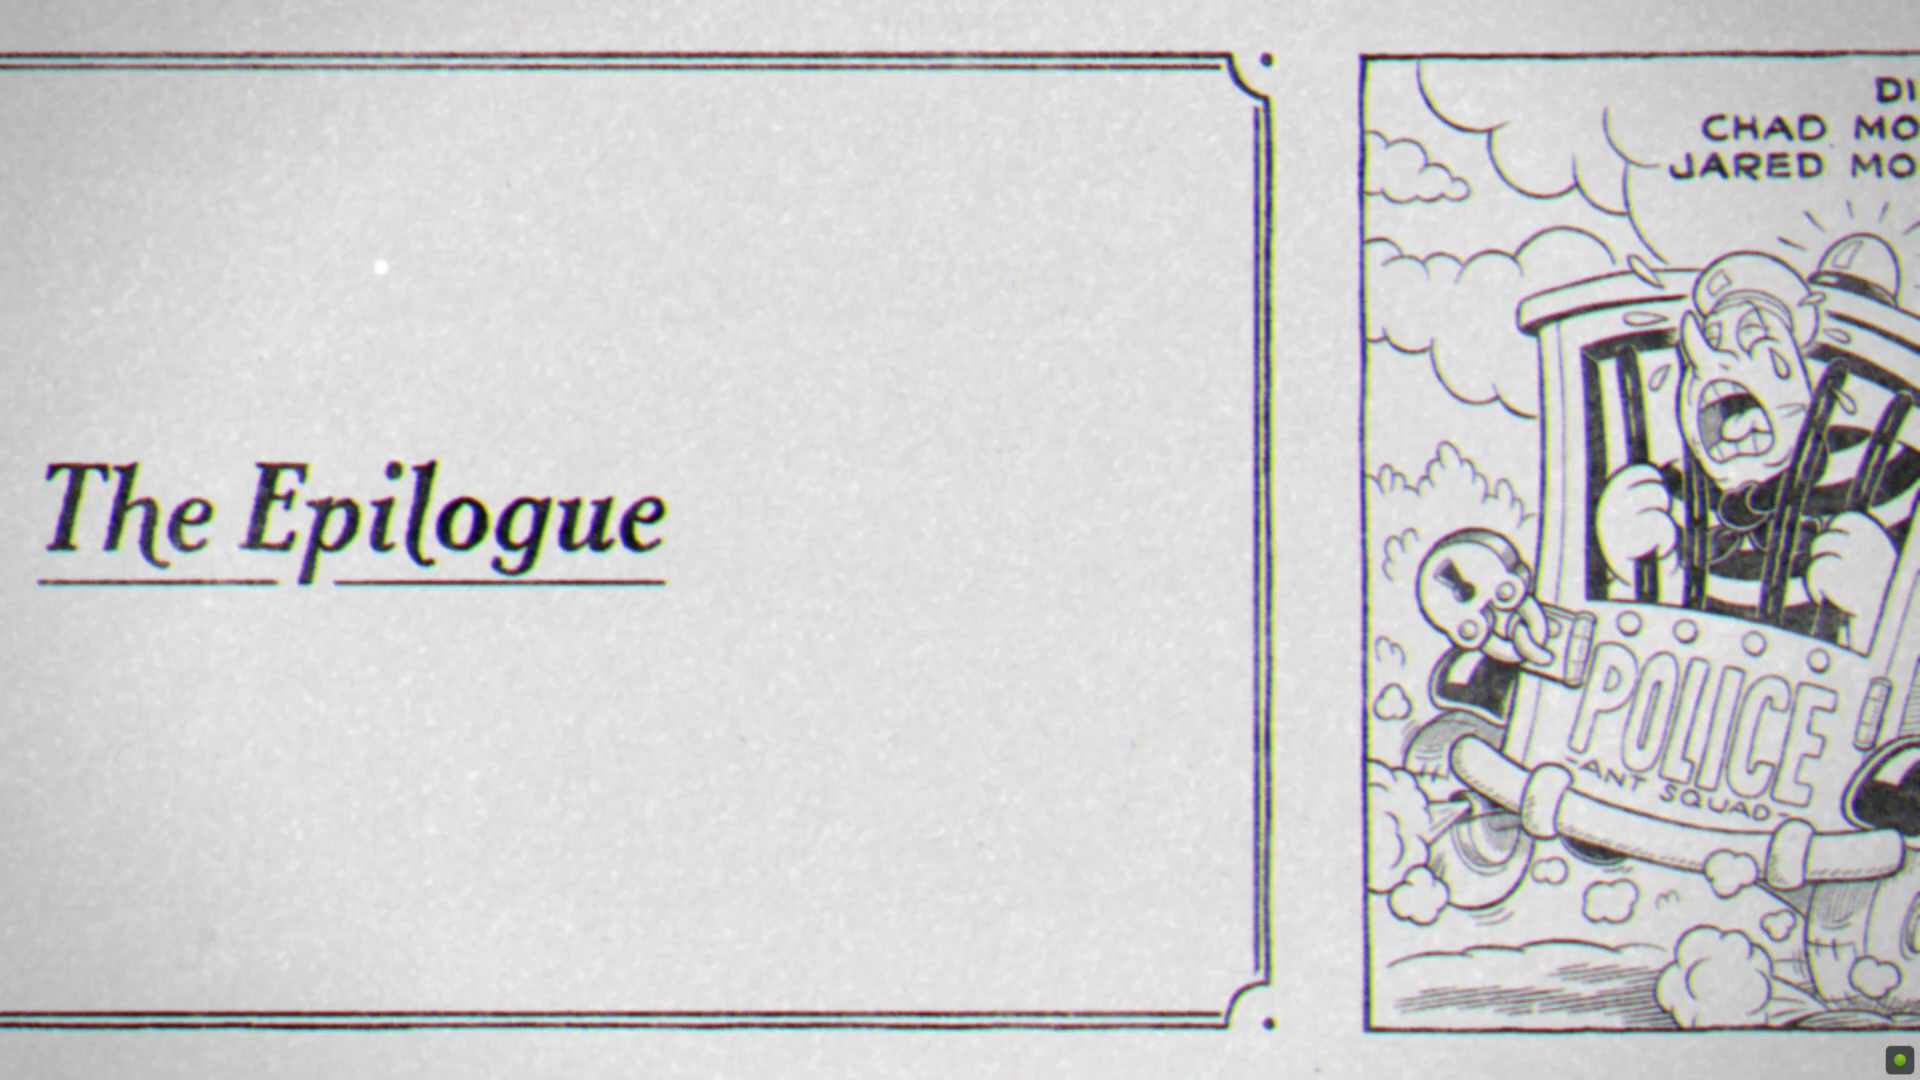 The Epilogue
DI
CHAD MO
JARED MO
POLICE
-ANT SQUAD-